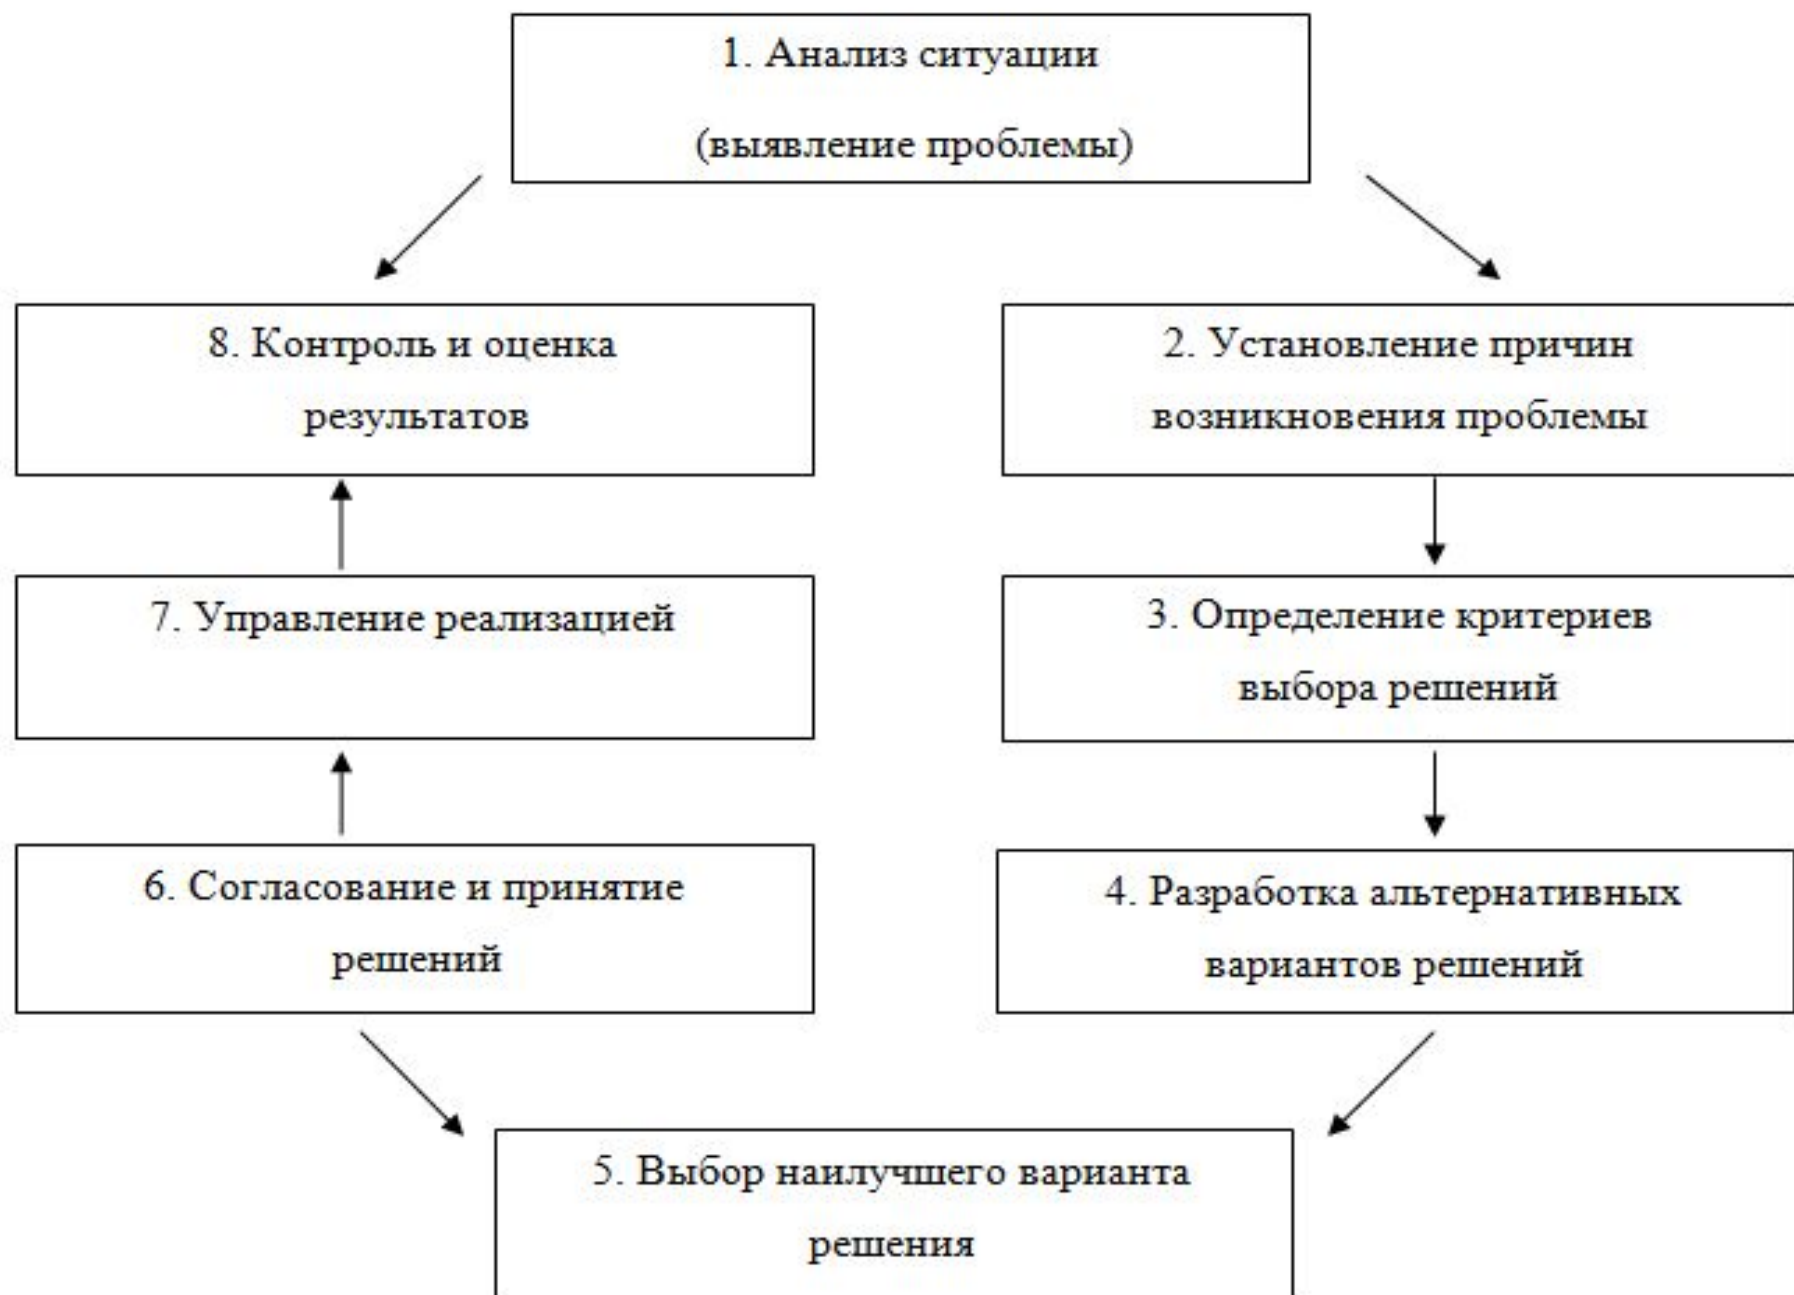 1. Анализ ситуации
(выявление проблемы)
8. Контроль и оценка
результатов
2. Установление причин
возникновения проблемы
7. Управление реализацией
3. Определение критериев
выбора решений
6. Согласование и принятие
решений
4. Разработка альтернативных
вариантов решений
5. Выбор наилучшего варианта
решения